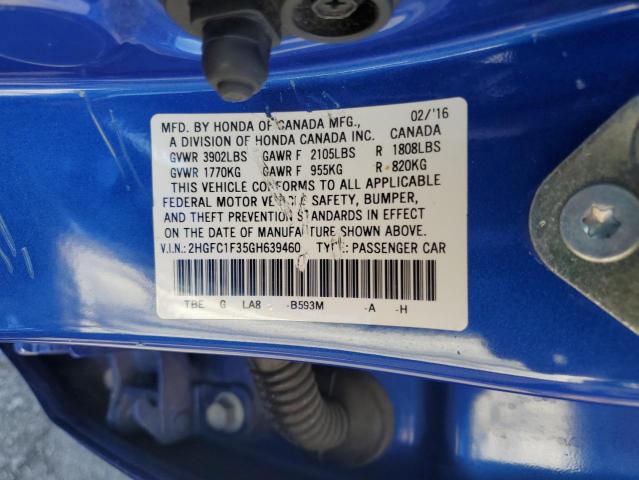 02/'16
MFD. BY HONDA OF CANADA MFG.,
A DIVISION OF HONDA CANADA INC. CANADA
GVWR 3902LBS GAWR F 2105LBS R 1808LBS
GVWR 1770KG GAWR F 955KG R 820KG
THIS VEHICLE CONFORMS TO ALL APPLICABLE
FEDERAL MOTOR VEHICLE SAFETY, BUMPER,
AND THEFT PREVENTION STANDARDS IN EFFECT
ON THE DATE OF MANUFACTURE SHOWN ABOVE.
V.I.N.: 2HGFC1F35GH639460 TYPE: PASSENGER CAR
TBE G LA8 -B593M -A -H